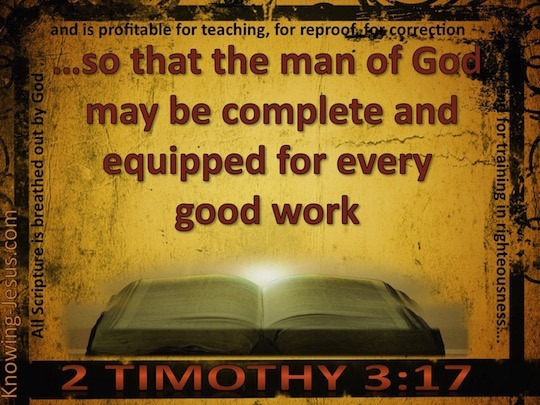 All Scripture is breathed out by God...
and is profitable for teaching, for reproof, for correction
and for training in righteousness....
...so that the man of God
may be complete and
equipped for every
good work
2 TIMOTHY 3:17
Knowing-Jesus.com